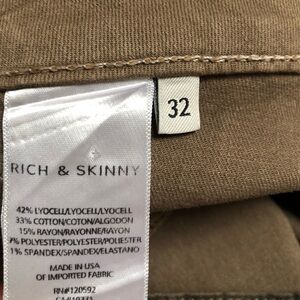 32
RICH & SKINNY
42% LYOCELL/LYOCELL/LYOCELL
33% COTTON/COTON/ALGODON
15% RAYON/RAYONNE/RAYON
7% POLYESTER/POLYESTER/POLIESTER
1% SPANDEX/SPANDEX/ELASTANO
MADE IN USA
OF IMPORTED FABRIC
RN#120592